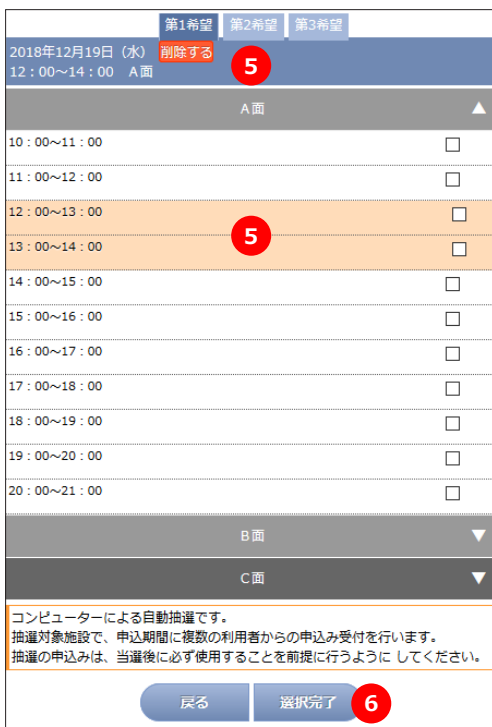 第1希望 第2希望 第3希望
2018年12月19日（水） 削除する
12：00～14：00 A面
5
A面 ▲
10：00～11：00
11：00～12：00
12：00～13：00
5
13：00～14：00
14：00～15：00
15：00～16：00
16：00～17：00
17：00～18：00
18：00～19：00
19：00～20：00
20：00～21：00
B面 ▼
C面 ▼
コンピューターによる自動抽選です。
抽選対象施設で、申込期間に複数の利用者からの申込み受付を行います。
抽選の申込みは、当選後に必ず使用することを前提に行うように してください。
戻る 選択完了 6